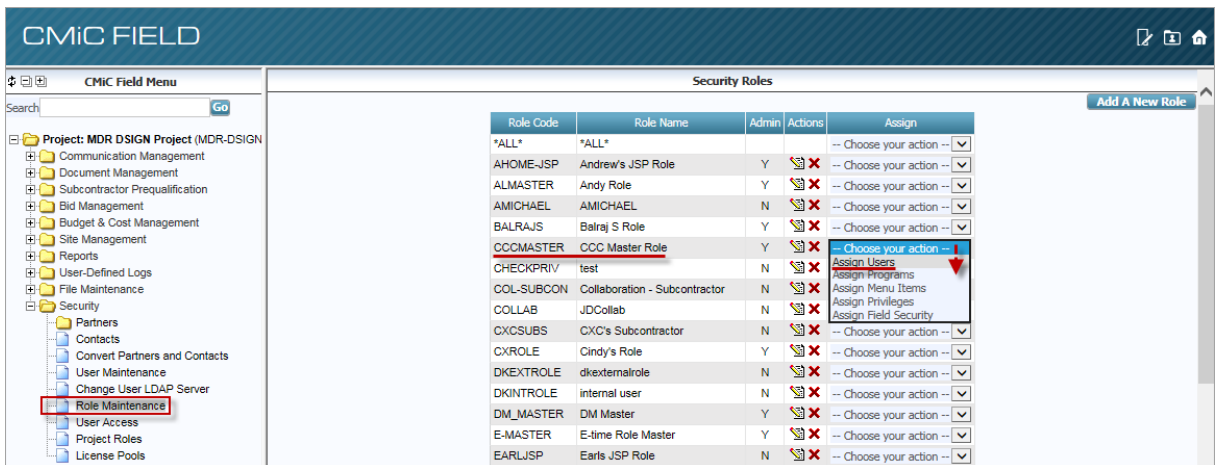 CMiC FIELD
CMiC Field Menu
Search Go
Project: MDR DSIGN Project (MDR-DSIGN
Communication Management
Document Management
Subcontractor Prequalification
Bid Management
Budget & Cost Management
Site Management
Reports
User-Defined Logs
File Maintenance
Security
Partners
Contacts
Convert Partners and Contacts
User Maintenance
Change User LDAP Server
Role Maintenance
User Access
Project Roles
License Pools
Security Roles
Add A New Role
Role Code Role Name Admin Actions Assign
*ALL* *ALL* -- Choose your action --
AHOME-JSP Andrew's JSP Role Y -- Choose your action --
ALMASTER Andy Role Y -- Choose your action --
AMICHAEL AMICHAEL N -- Choose your action --
BALRAJS Balraj S Role Y -- Choose your action --
CCCMASTER CCC Master Role Y -- Choose your action --
Assign Users
CHECKPRIV test N
Assign Programs
COL-SUBCON Collaboration - Subcontractor N Assign Menu Items
Assign Privileges
COLLAB JDCollab N Assign Field Security
CXCSUBS CXC's Subcontractor N -- Choose your action --
CXROLE Cindy's Role Y -- Choose your action --
DKEXTROLE dkexternalrole N -- Choose your action --
DKINTROLE internal user N -- Choose your action --
DM_MASTER DM Master Y -- Choose your action --
E-MASTER E-time Role Master Y -- Choose your action --
EARLJSP Earls JSP Role N -- Choose your action --